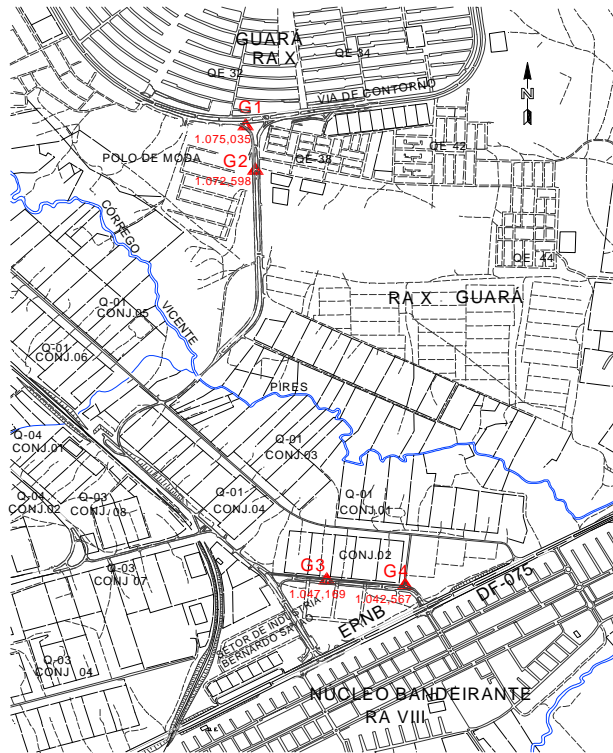 GUARÁ
RA X
QE 34
QE 32
VIA DE CONTORNO
N
G1
1.075,035
POLO DE MODA
G2
1.072,598
QE 38
QE 42
QE 44
CÓRREGO
VICENTE
PIRES
RA X GUARÁ
Q-01
CONJ.05
Q-01
CONJ.06
Q-04
CONJ.01
Q-01
CONJ.03
Q-01
CONJ.04
Q-01
CONJ.01
Q-04
CONJ.02
Q-03
CONJ./08
Q-03
CONJ 07
CONJ.02
G3
1.047,169
G4
1.042,567
DF-075
EPNB
SETOR DE INDÚSTRIA
BERNARDO SAYÃO
Q-03
CONJ 04
NÚCLEO BANDEIRANTE
RA VIII